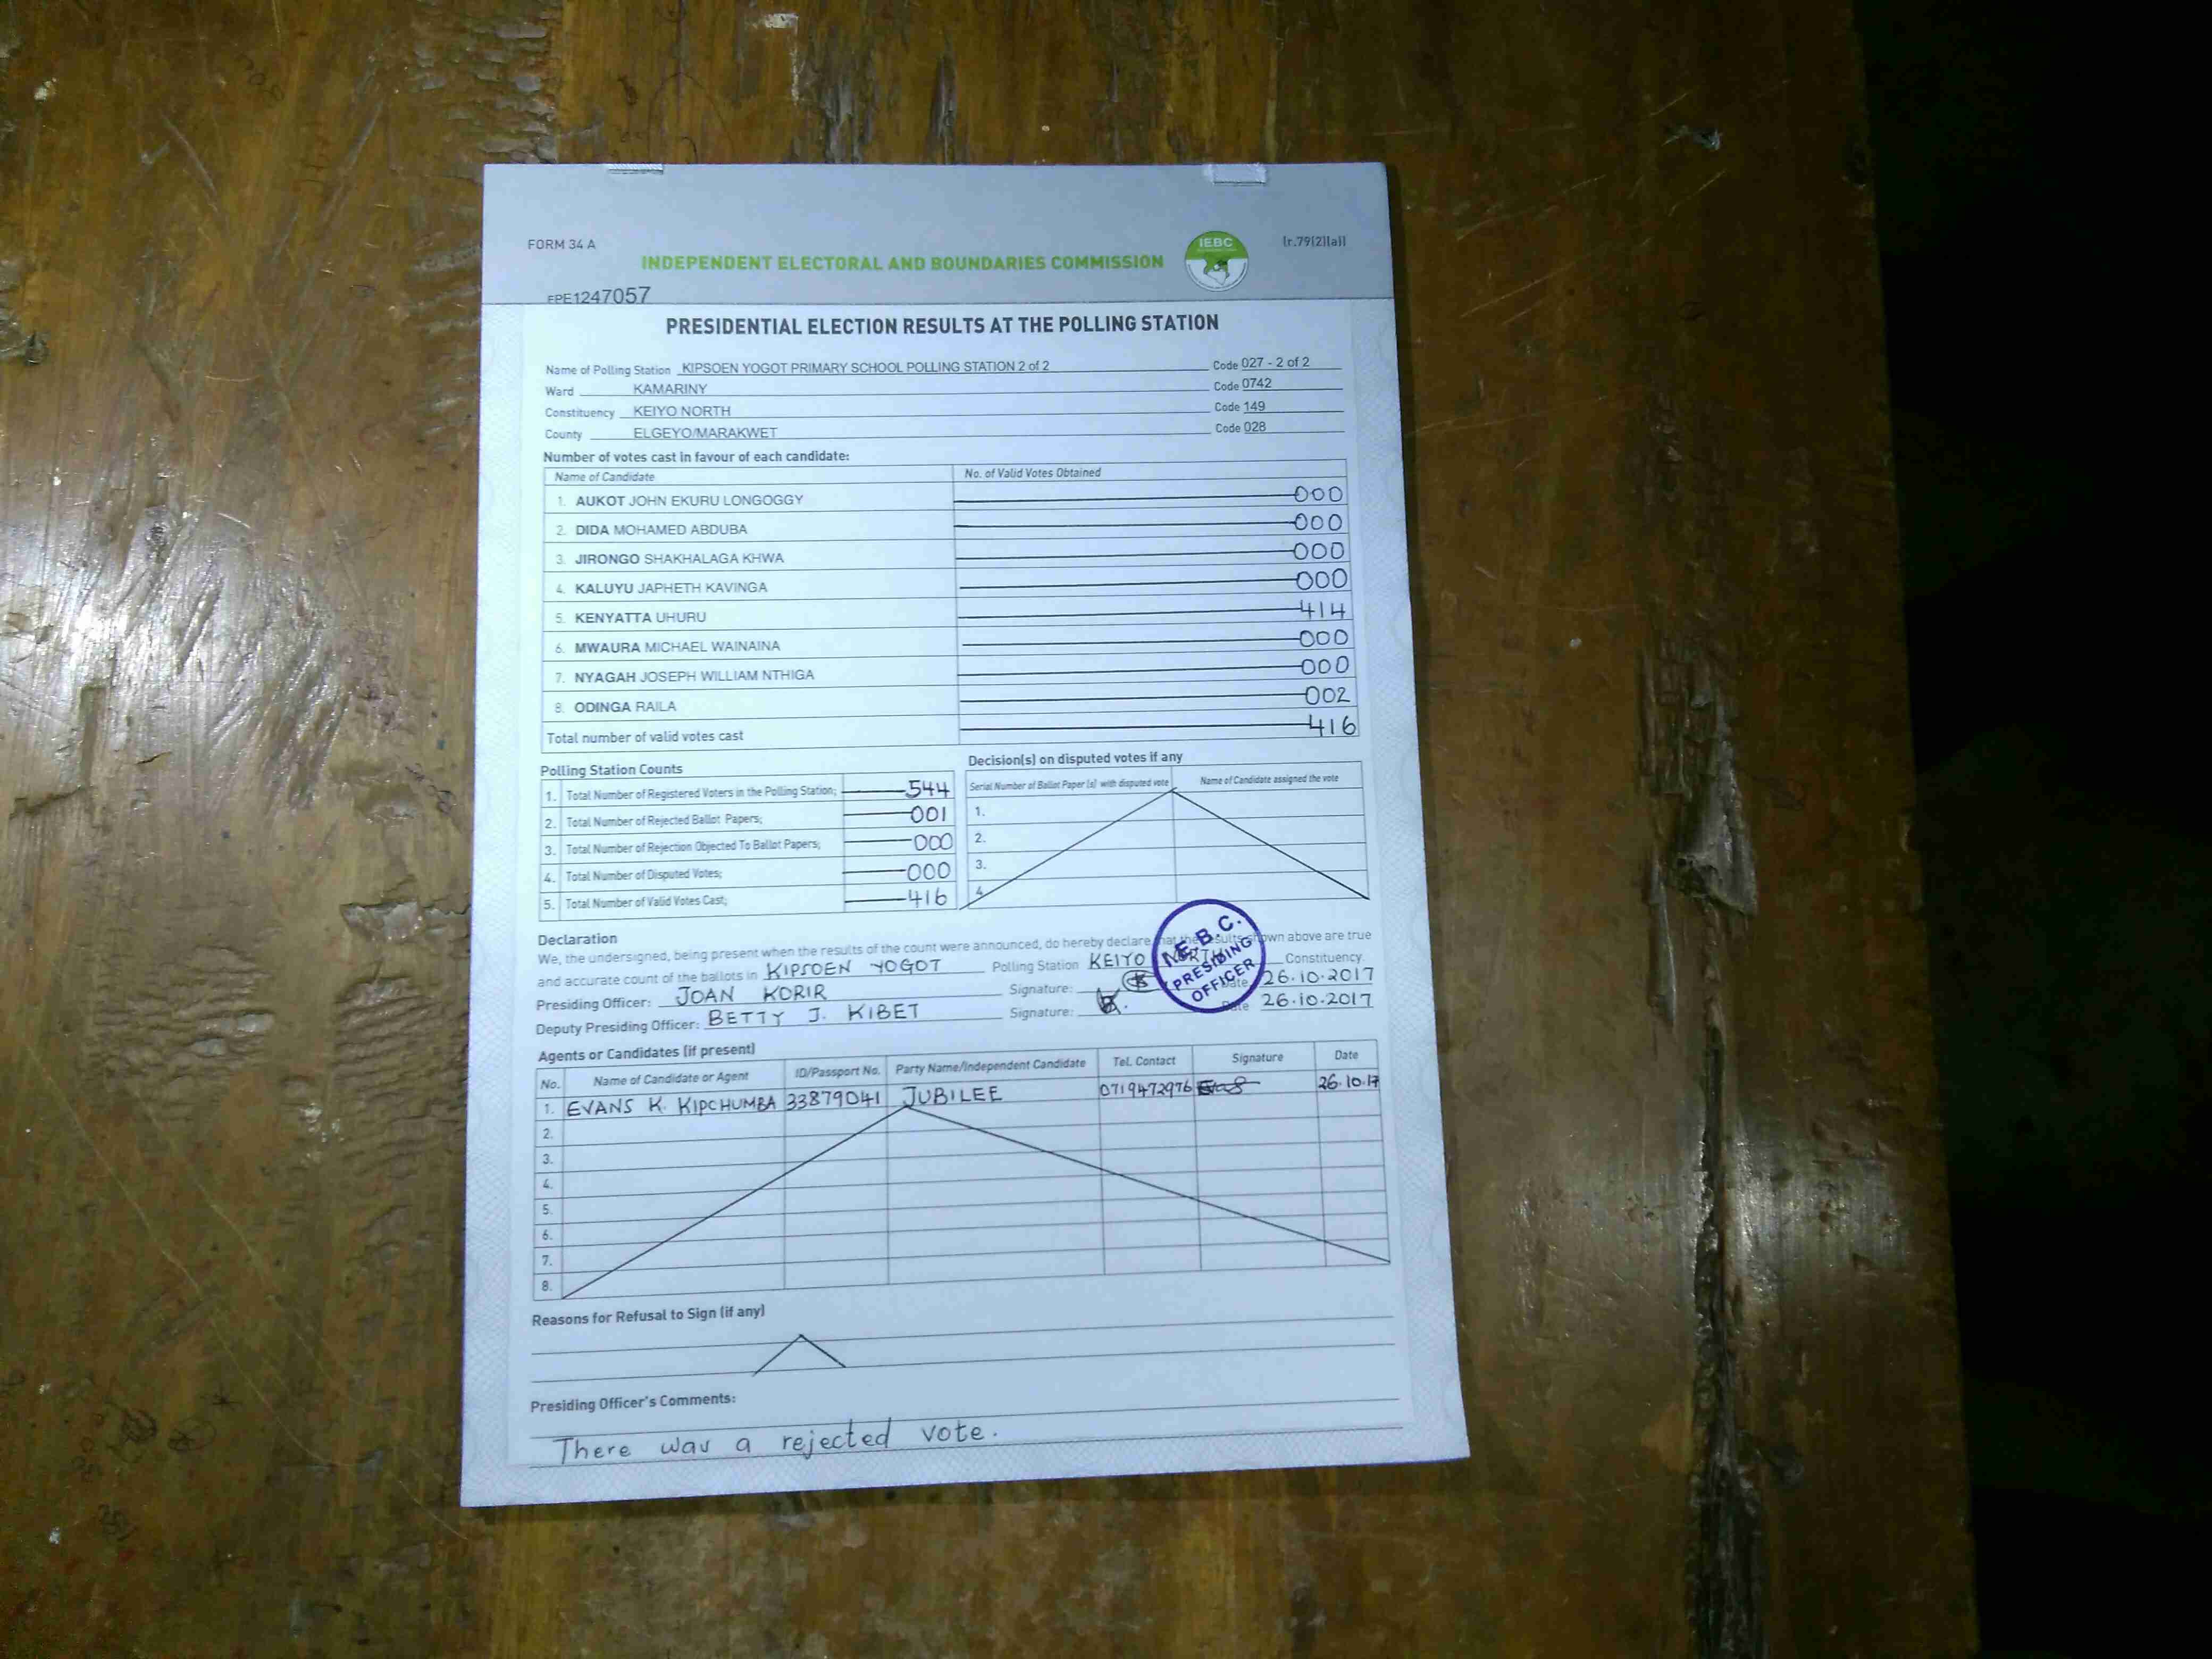 FORM 34 A
IEBC
(r.79(2)(a))
INDEPENDENT ELECTORAL AND BOUNDARIES COMMISSION
EPE1247057
PRESIDENTIAL ELECTION RESULTS AT THE POLLING STATION
Name of Polling Station KIPSOEN YOGOT PRIMARY SCHOOL POLLING STATION 2 of 2 Code 027 - 2 of 2
Ward KAMARINY Code 0742
Constituency KEIYO NORTH Code 149
County ELGEYO/MARAKWET Code 028
Number of votes cast in favour of each candidate:
Name of Candidate No. of Valid Votes Obtained
1. AUKOT JOHN EKURU LONGOGGY 000
2. DIDA MOHAMED ABDUBA 000
3. JIRONGO SHAKHALAGA KHWA 000
4. KALUYU JAPHETH KAVINGA 000
5. KENYATTA UHURU 414
6. MWAURA MICHAEL WAINAINA 000
7. NYAGAH JOSEPH WILLIAM NTHIGA 000
8. ODINGA RAILA 002
Total number of valid votes cast 416
Polling Station Counts
1. Total Number of Registered Voters in the Polling Station; 544
2. Total Number of Rejected Ballot Papers; 001
3. Total Number of Rejection Objected To Ballot Papers; 000
4. Total Number of Disputed Votes; 000
5. Total Number of Valid Votes Cast; 416
Decision(s) on disputed votes if any
Serial Number of Ballot Paper (s) with disputed vote Name of Candidate assigned the vote
1.
2.
3.
4.
Declaration
We, the undersigned, being present when the results of the count were announced, do hereby declare that the results shown above are true
and accurate count of the ballots in KIPSOEN YOGOT Polling Station KEIYO NORTH Constituency.
Presiding Officer: JOAN KORIR Signature: Date 26.10.2017
Deputy Presiding Officer: BETTY J. KIBET Signature: Date 26.10.2017
I.E.B.C.
PRESIDING
OFFICER
Agents or Candidates (if present)
No. Name of Candidate or Agent ID/Passport No. Party Name/Independent Candidate Tel. Contact Signature Date
1. EVANS K. KIPCHUMBA 33879041 JUBILEE 0719472976 26.10.17
2.
3.
4.
5.
6.
7.
8.
Reasons for Refusal to Sign (if any)
Presiding Officer's Comments:
There was a rejected vote.